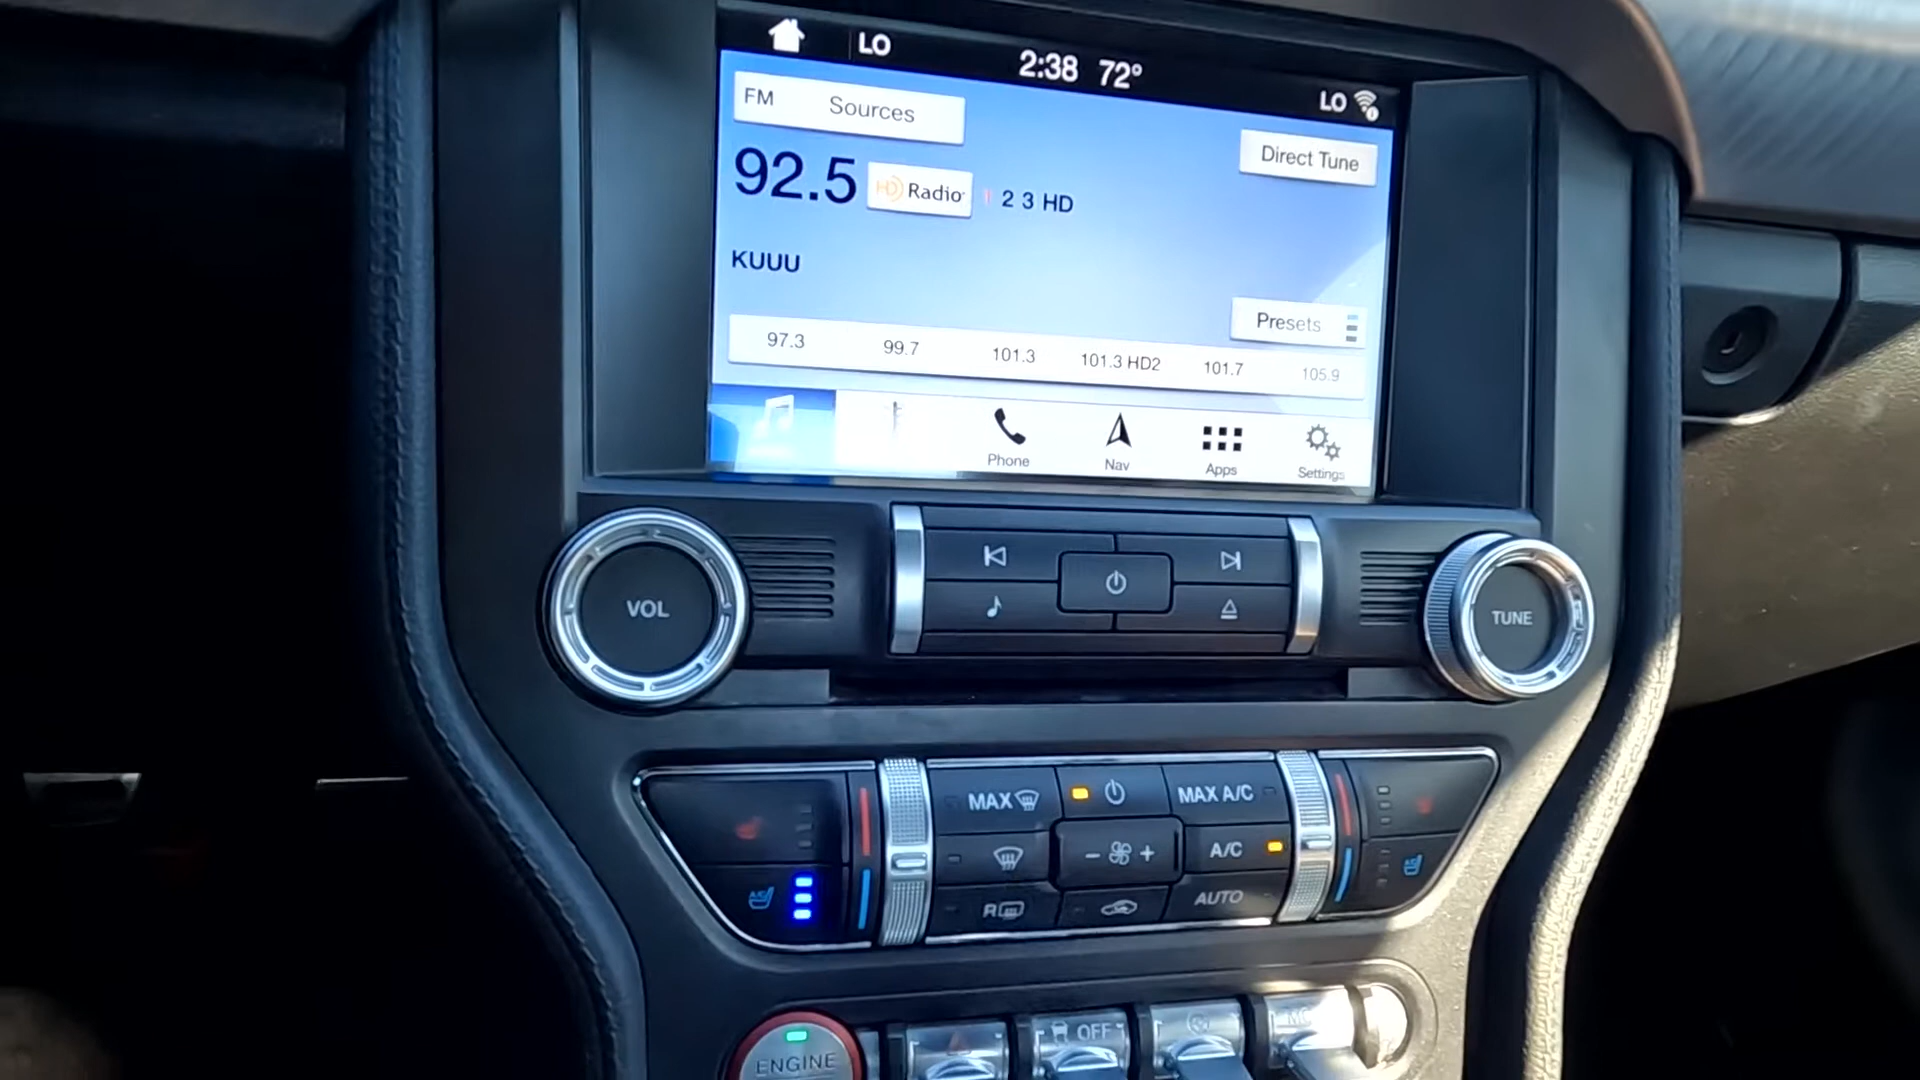 LO 2:38 72° LO
FM Sources
Direct Tune
92.5 HD Radio 2 3 HD
KUUU
Presets
97.3 99.7 101.3 101.3 HD2 101.7 105.9
Phone Nav Apps Settings
VOL
TUNE
MAX MAX A/C
A/C
A/C A/C
R AUTO
OFF
ENGINE